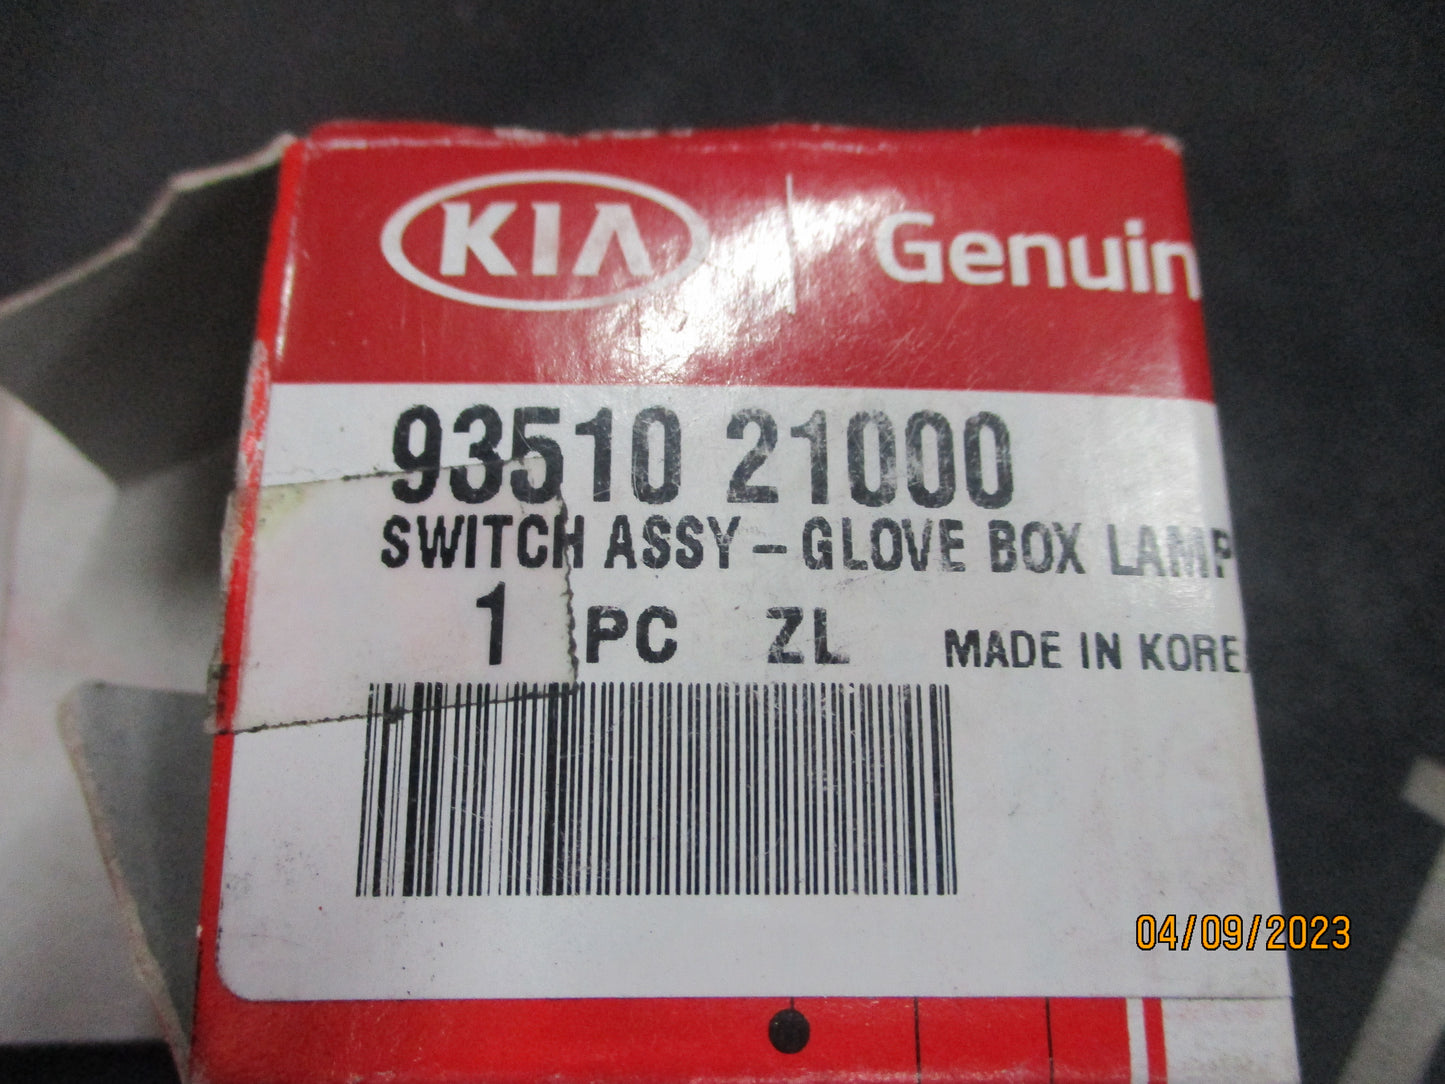 KIA Genuin
93510 21000
SWITCH ASSY-GLOVE BOX LAMP
1 PC ZL MADE IN KORE
04/09/2023